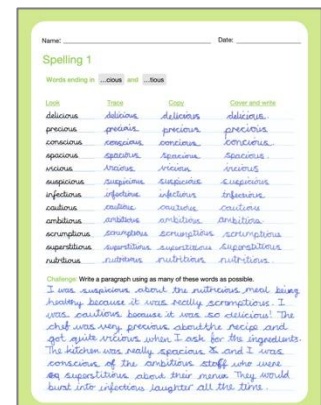 Name: Date:
Spelling 1
Words ending in ...cious and ...tious
Look Trace Copy Cover and write
delicious delicious delicious delicious.
precious precious precious precious
conscious conscious concious concious.
spacious spacious spacious spacious.
vicious vicious vicious vicious
suspicious suspicious suspicious suspicious
infectious infectious infectious infectious.
cautious cautious cautious cautious
ambitious ambitious ambitious ambitious.
scrumptious scrumptious scrumptious scrumptious
superstitious superstitious superstitious superstitious
nutritious nutritious nutritious nutritious.
Challenge: Write a paragraph using as many of these words as possible.
I was suspicious about the nutricious meal being
healthy because it was really scromptious. I
was cautious because it was so delicious! The
chef was very precious about the recipe and
got quite vicious when I ask for the ingredients.
The kitchen was really spacious and I was
conscious of the ambitious staff who were
superstitious about their menu. They would
burst into infectious laughter all the time.